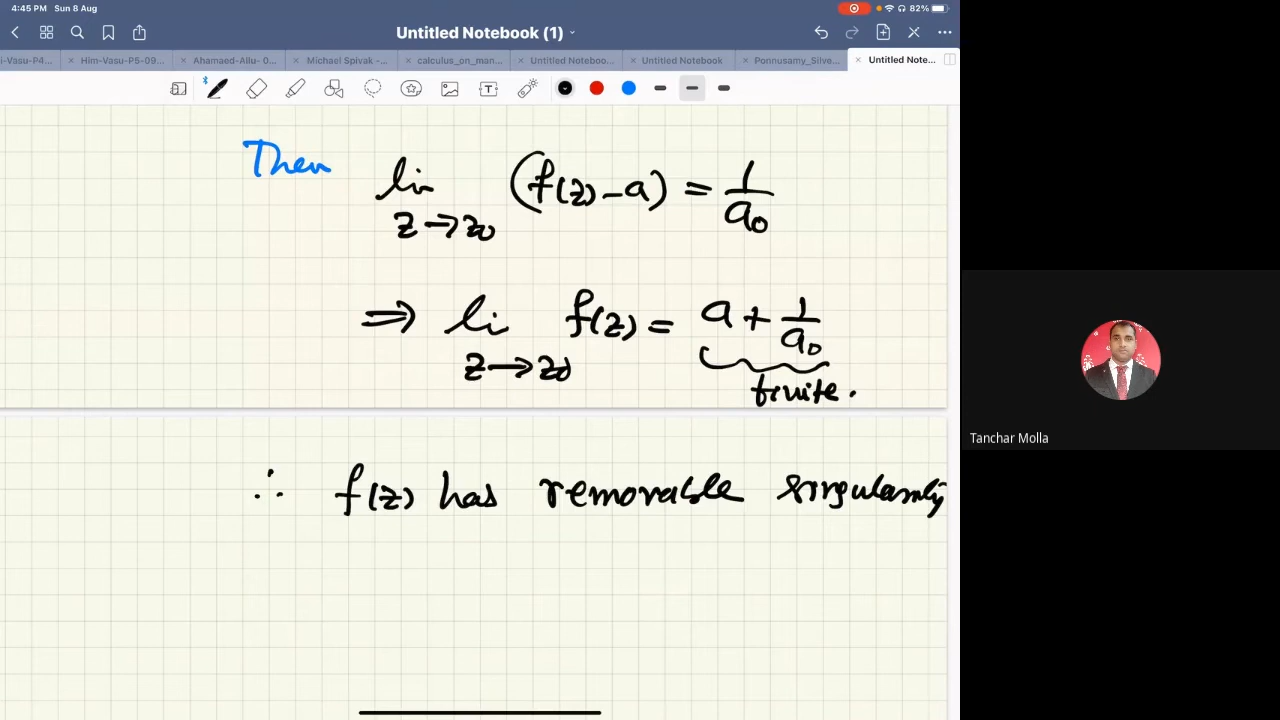 4:45 PM Sun 8 Aug
82%
Untitled Notebook (1)
i-Vasu-P4... Him-Vasu-P5-09... Ahamaed-Allu- 0... Michael Spivak -... calculus_on_man... Untitled Noteboo... Untitled Notebook Ponnusamy_Silve... Untitled Note...
Then lim z→z0 (f(z)-a) = 1/a0
⇒ lim z→z0 f(z) = a + 1/a0
finite.
∴ f(z) has removable singularity
Tanchar Molla